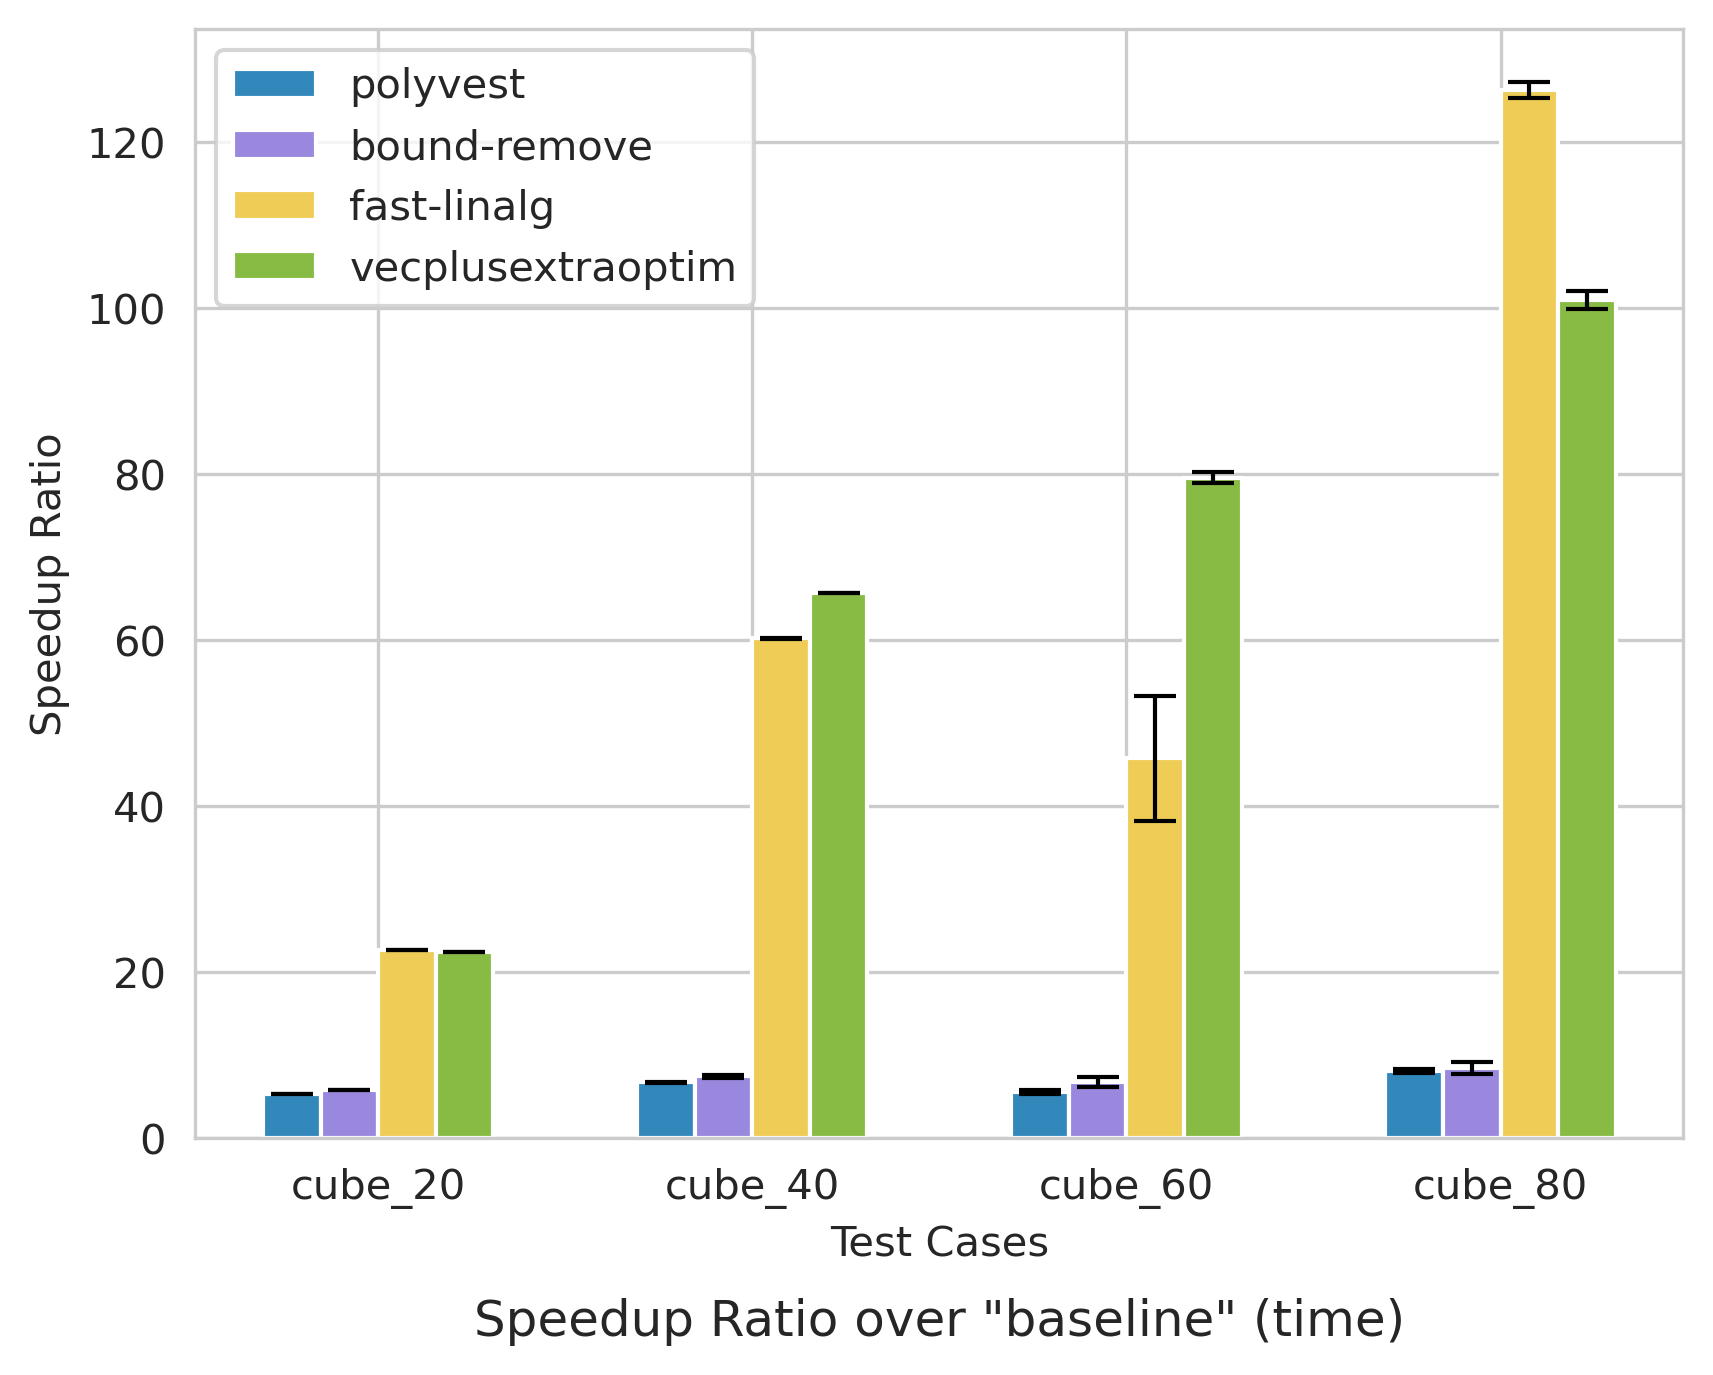 polyvest
bound-remove
fast-linalg
vecplusextraoptim
120
100
80
60
40
20
0
Speedup Ratio
cube_20 cube_40 cube_60 cube_80
Test Cases
Speedup Ratio over "baseline" (time)